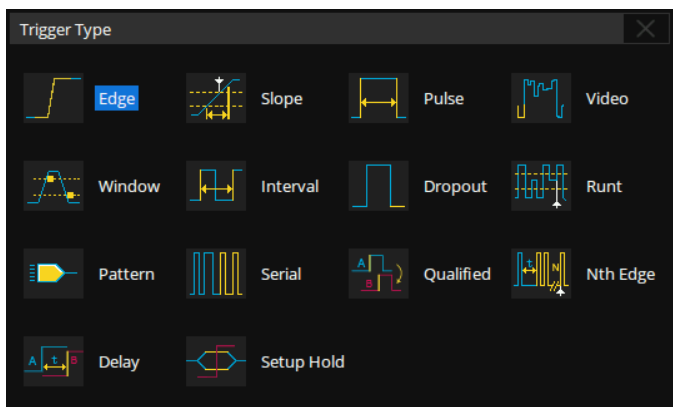 Trigger Type
Edge Slope Pulse Video
Window Interval Dropout Runt
Pattern Serial A B Qualified t N Nth Edge
A t B Delay Setup Hold